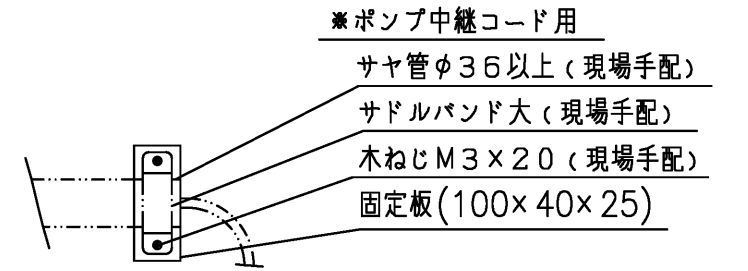 ※ポンプ中継コード用
サヤ管φ36以上(現場手配)
サドルバンド大(現場手配)
木ねじM3×20(現場手配)
固定板(100×40×25)